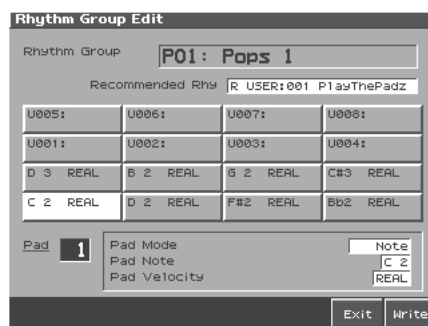 Rhythm Group Edit
Rhythm Group P01: Pops 1
Recommended Rhy R USER:001 PlayThePadz
U005: U006: U007: U008:
U001: U002: U003: U004:
D 3 REAL B 2 REAL G 2 REAL C#3 REAL
C 2 REAL D 2 REAL F#2 REAL Bb2 REAL
Pad 1
Pad Mode Note
Pad Note C 2
Pad Velocity REAL
Exit Write